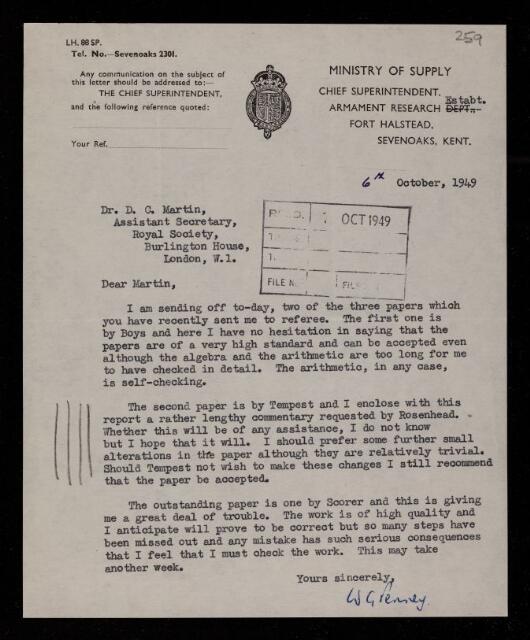 259
LH. 88 SP.
Tel. No.—Sevenoaks 2301.
Any communication on the subject of
this letter should be addressed to:—
THE CHIEF SUPERINTENDENT,
and the following reference quoted:
Your Ref.
MINISTRY OF SUPPLY
CHIEF SUPERINTENDENT.
ARMAMENT RESEARCH DEPT., Estabt.
FORT HALSTEAD,
SEVENOAKS, KENT.
6th October, 1949
Dr. D. C. Martin,
Assistant Secretary,
Royal Society,
Burlington House,
London, W.1.
7 OCT 1949
FILE
Dear Martin,
I am sending off to-day, two of the three papers which
you have recently sent me to referee. The first one is
by Boys and here I have no hesitation in saying that the
papers are of a very high standard and can be accepted even
although the algebra and the arithmetic are too long for me
to have checked in detail. The arithmetic, in any case,
is self-checking.
The second paper is by Tempest and I enclose with this
report a rather lengthy commentary requested by Rosenhead.
Whether this will be of any assistance, I do not know
but I hope that it will. I should prefer some further small
alterations in the paper although they are relatively trivial.
Should Tempest not wish to make these changes I still recommend
that the paper be accepted.
The outstanding paper is one by Scorer and this is giving
me a great deal of trouble. The work is of high quality and
I anticipate will prove to be correct but so many steps have
been missed out and any mistake has such serious consequences
that I feel that I must check the work. This may take
another week.
Yours sincerely,
W G Penney.